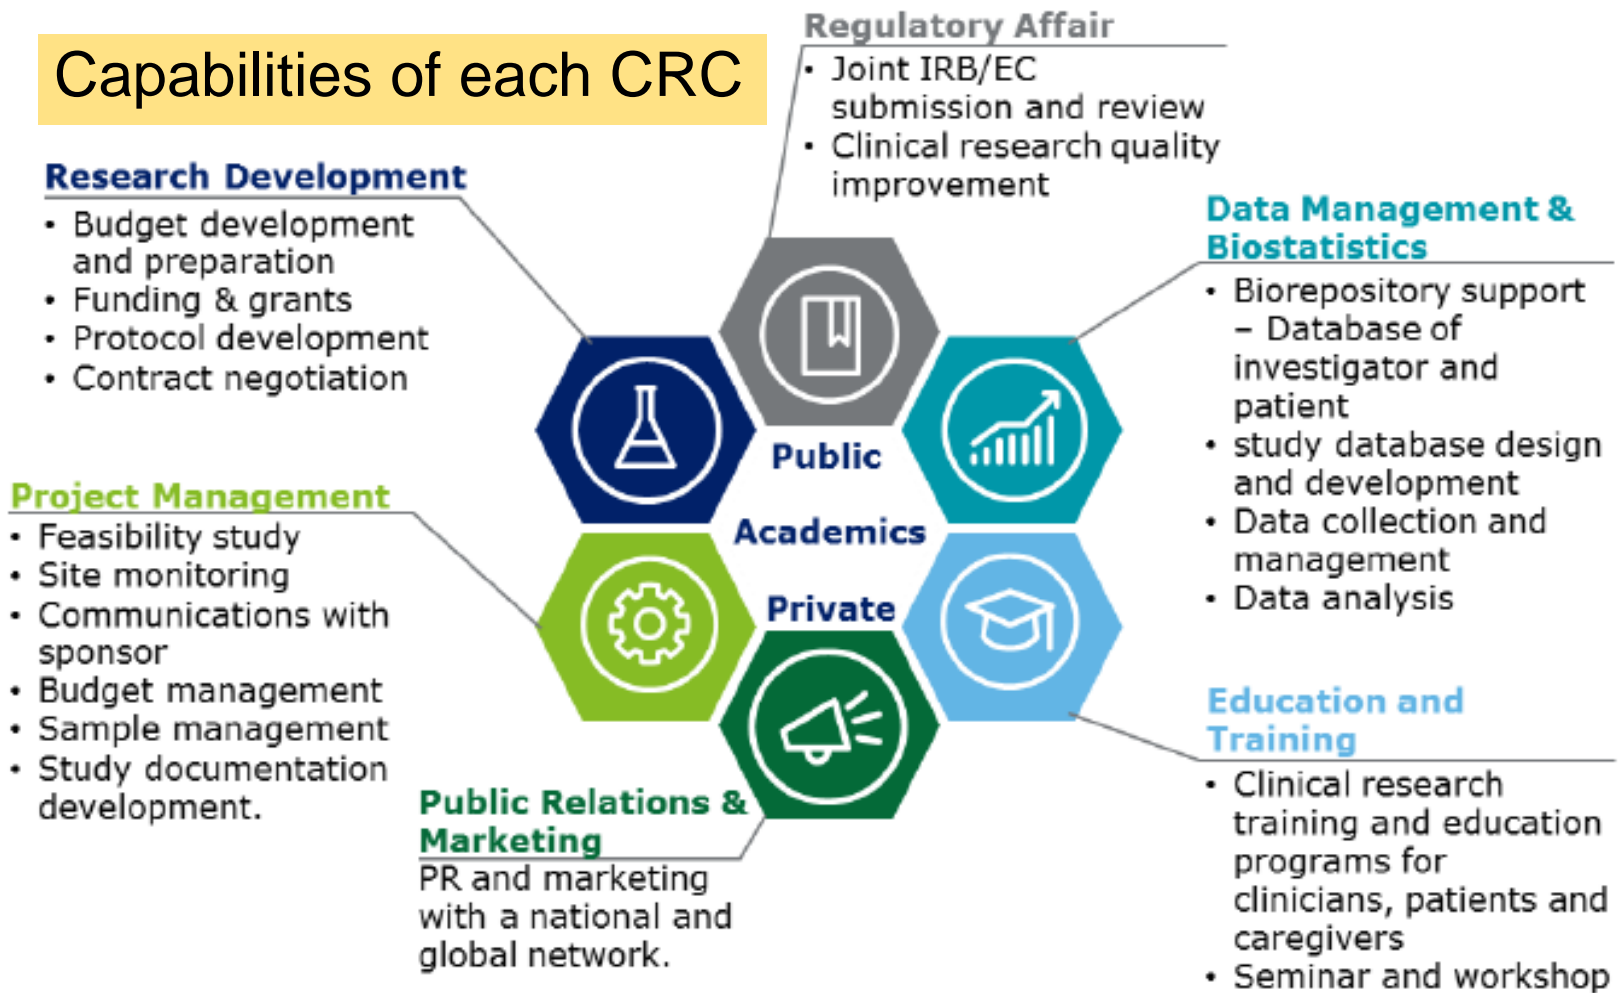 Capabilities of each CRC
Regulatory Affair
• Joint IRB/EC
submission and review
• Clinical research quality
improvement
Research Development
• Budget development
and preparation
• Funding & grants
• Protocol development
• Contract negotiation
Data Management &
Biostatistics
• Biorepository support
– Database of
investigator and
patient
• study database design
and development
• Data collection and
management
• Data analysis
Public
Academics
Private
Project Management
• Feasibility study
• Site monitoring
• Communications with
sponsor
• Budget management
• Sample management
• Study documentation
development.
Public Relations &
Marketing
PR and marketing
with a national and
global network.
Education and
Training
• Clinical research
training and education
programs for
clinicians, patients and
caregivers
• Seminar and workshop